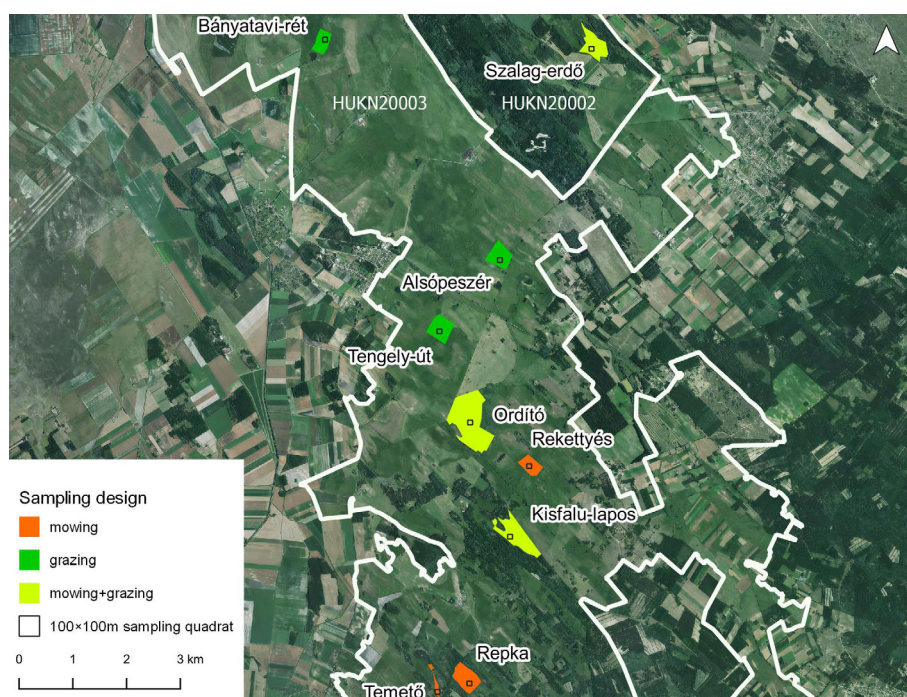 Bányatavi-rét
Szalag-erdő
HUKN20003
HUKN20002
Alsópeszér
Tengely-út
Ordító
Rekettyés
Kisfalu-lapos
Repka
Temető
Sampling design
mowing
grazing
mowing+grazing
100×100m sampling quadrat
0 1 2 3 km